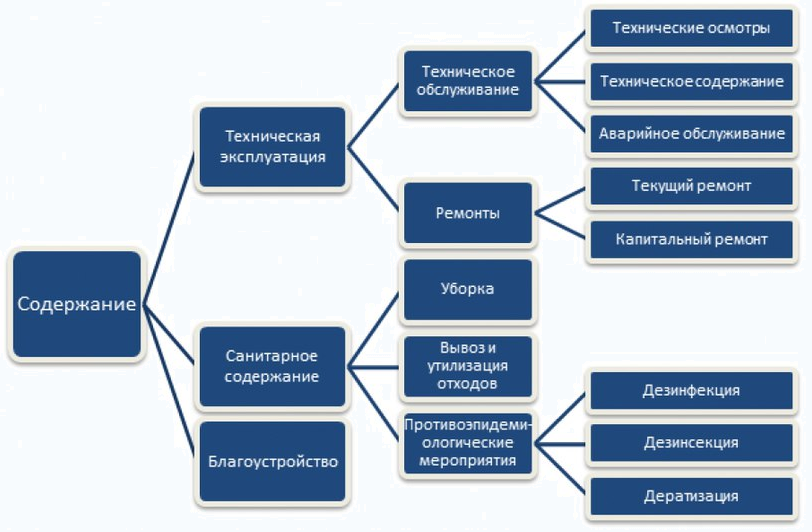 Содержание
Техническая
эксплуатация
Техническое
обслуживание
Технические осмотры
Техническое содержание
Аварийное обслуживание
Ремонты
Текущий ремонт
Капитальный ремонт
Санитарное
содержание
Уборка
Вывоз и
утилизация
отходов
Противоэпидеми-
ологические
мероприятия
Дезинфекция
Дезинсекция
Дератизация
Благоустройство